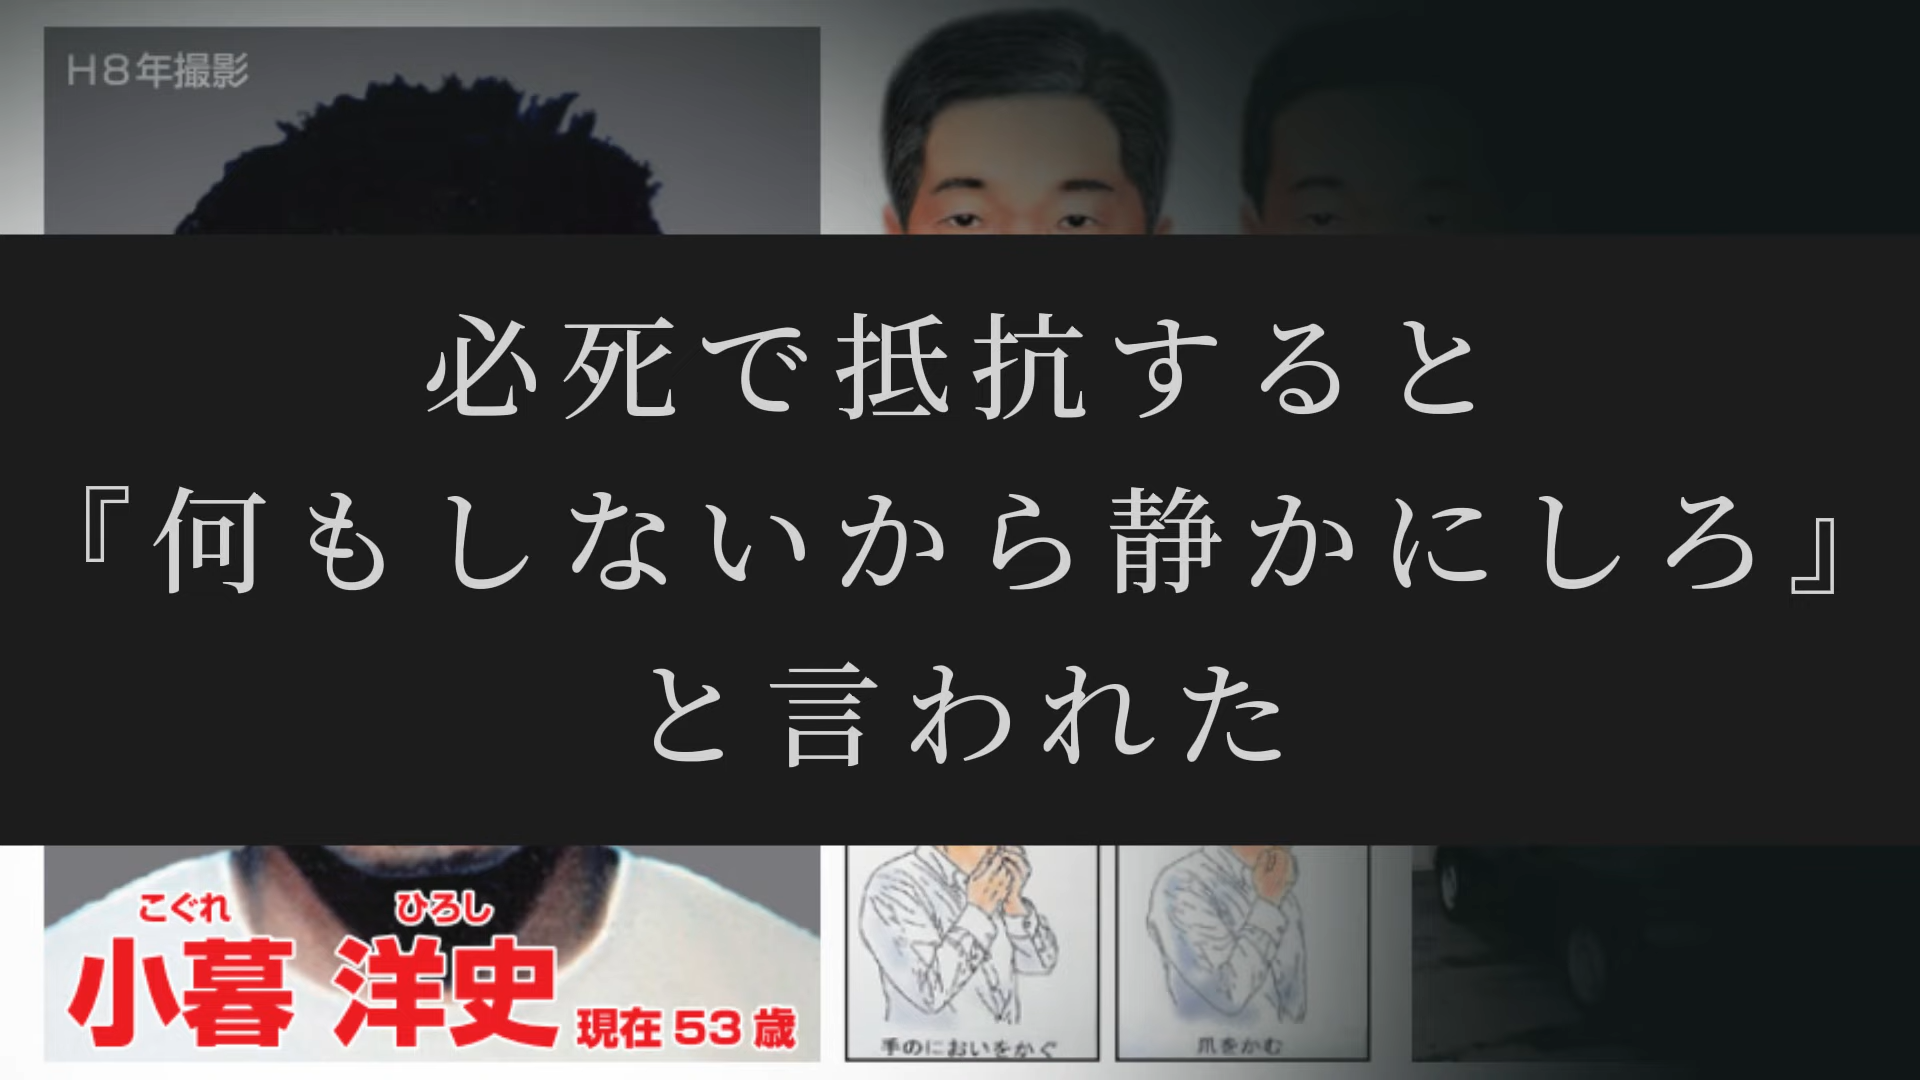 H8年撮影
必死で抵抗すると
『何もしないから静かにしろ』
と言われた
こぐれ ひろし
小暮 洋史 現在53歳
手のにおいをかぐ
爪をかむ